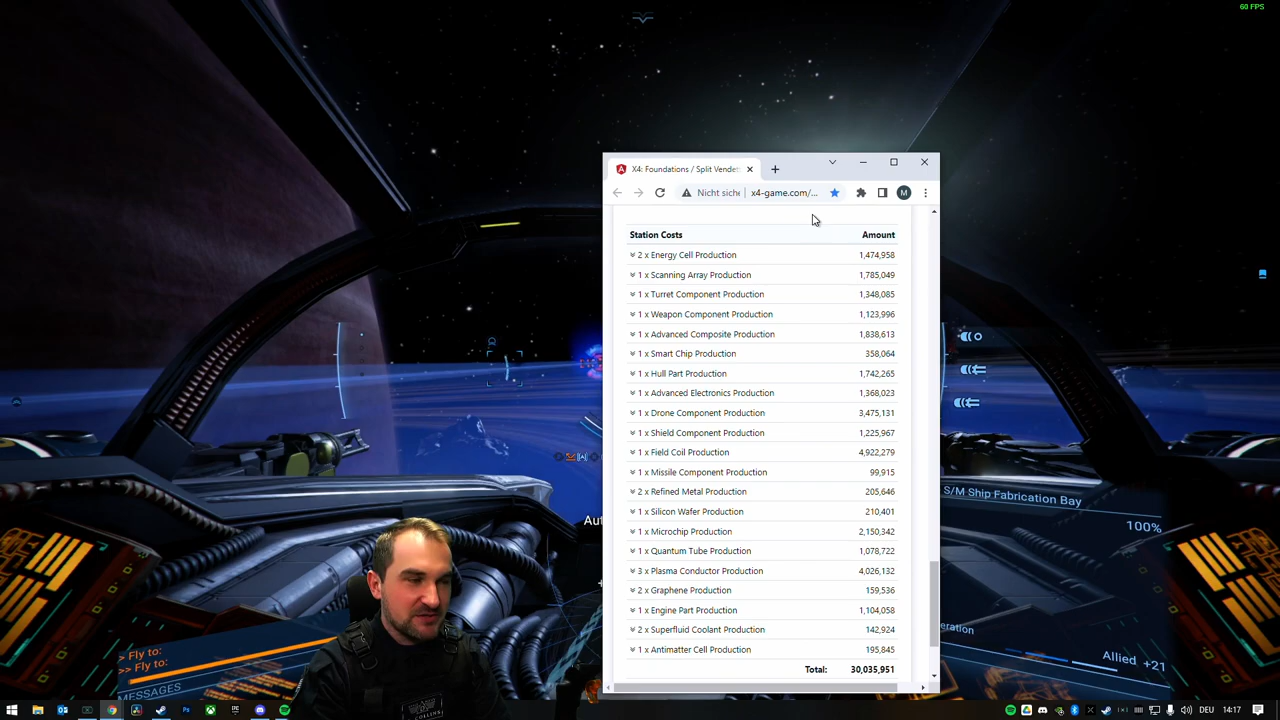 60 FPS
X4: Foundations / Split Vendet
Nicht siche
x4-game.com/...
M
Station Costs Amount
2 x Energy Cell Production 1,474,958
1 x Scanning Array Production 1,785,049
1 x Turret Component Production 1,348,085
1 x Weapon Component Production 1,123,996
1 x Advanced Composite Production 1,838,613
1 x Smart Chip Production 358,064
1 x Hull Part Production 1,742,265
1 x Advanced Electronics Production 1,368,023
1 x Drone Component Production 3,475,131
1 x Shield Component Production 1,225,967
1 x Field Coil Production 4,922,279
1 x Missile Component Production 99,915
2 x Refined Metal Production 205,646
1 x Silicon Wafer Production 210,401
1 x Microchip Production 2,150,342
1 x Quantum Tube Production 1,078,722
3 x Plasma Conductor Production 4,026,132
2 x Graphene Production 159,536
1 x Engine Part Production 1,104,058
2 x Superfluid Coolant Production 142,924
1 x Antimatter Cell Production 195,845
Total: 30,035,951
S/M Ship Fabrication Bay
100%
Aut
eration
Allied +21
> Fly to:
>> Fly to:
MESSAGES
COLLINS
DEU
14:17